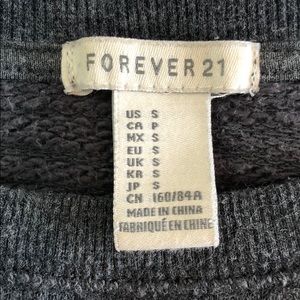 FOREVER 21
US S
CA P
MX S
EU S
UK S
KR S
JP S
CN 160/84A
MADE IN CHINA
FABRIQUÉ EN CHINE